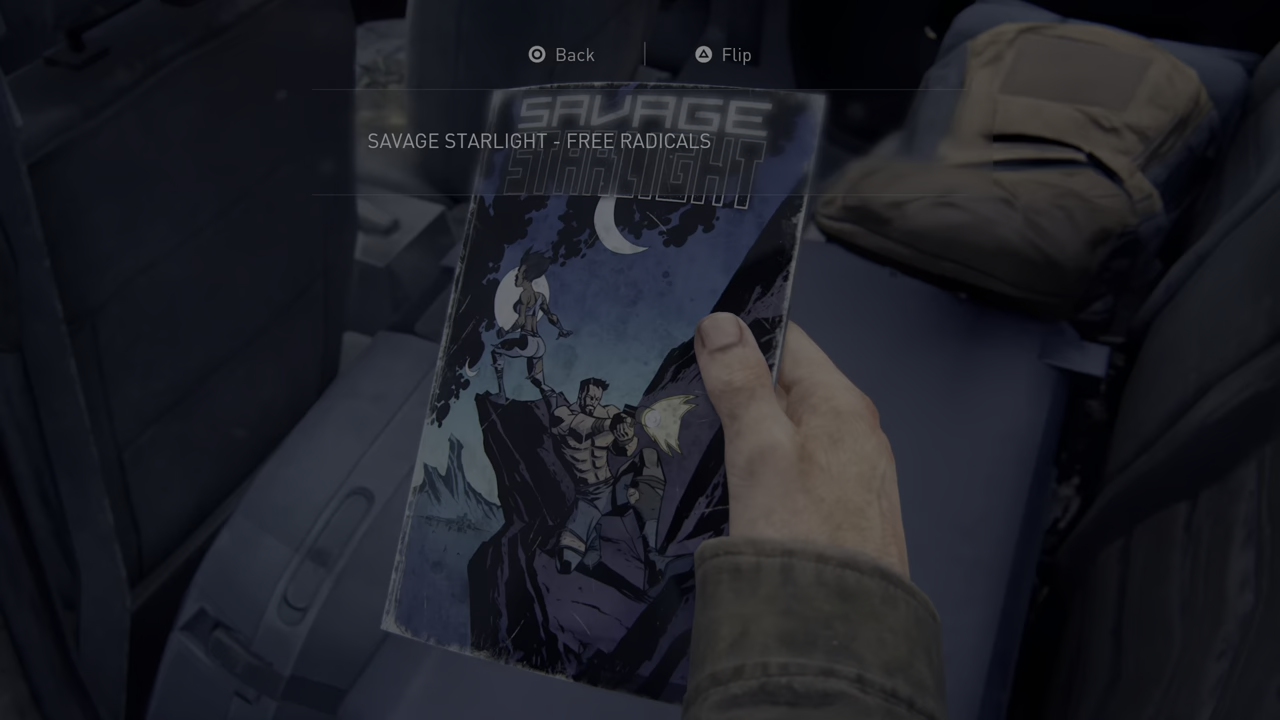 Back
Flip
SAVAGE
SAVAGE STARLIGHT - FREE RADICALS
STARLIGHT